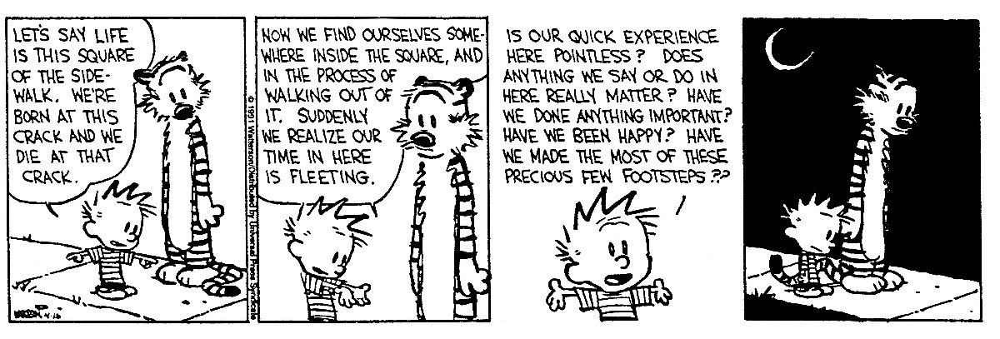 LET'S SAY LIFE
IS THIS SQUARE
OF THE SIDE-
WALK. WE'RE
BORN AT THIS
CRACK AND WE
DIE AT THAT
CRACK.
NOW WE FIND OURSELVES SOME-
WHERE INSIDE THE SQUARE, AND
IN THE PROCESS OF
WALKING OUT OF
IT. SUDDENLY
WE REALIZE OUR
TIME IN HERE
IS FLEETING.
IS OUR QUICK EXPERIENCE
HERE POINTLESS? DOES
ANYTHING WE SAY OR DO IN
HERE REALLY MATTER? HAVE
WE DONE ANYTHING IMPORTANT?
HAVE WE BEEN HAPPY? HAVE
WE MADE THE MOST OF THESE
PRECIOUS FEW FOOTSTEPS??
© 1991 Watterson/Distributed by Universal Press Syndicate